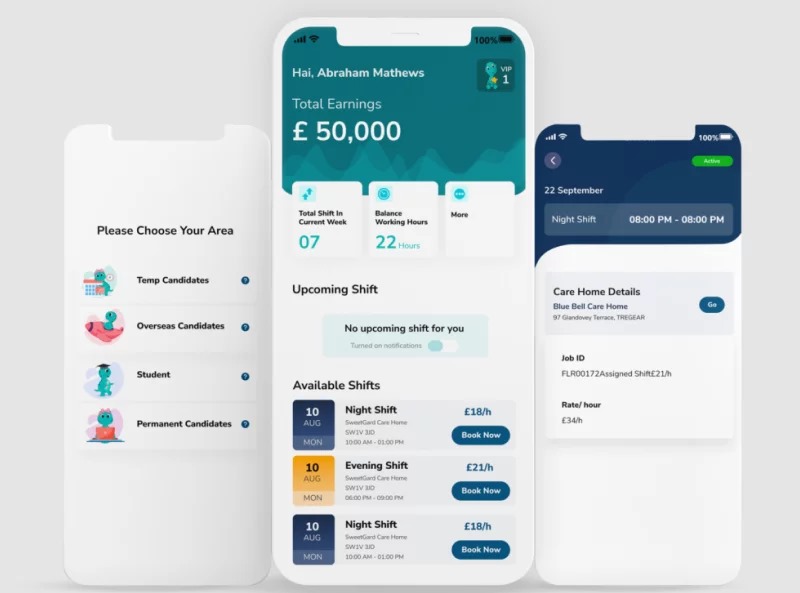 Please Choose Your Area
Temp Candidates ?
Overseas Candidates ?
Student ?
Permanent Candidates ?
100%
Hai, Abraham Mathews
VIP
1
Total Earnings
£ 50,000
Total Shift In
Current Week
07
Balance
Working Hours
22 Hours
More
Upcoming Shift
No upcoming shift for you
Turned on notifications
Available Shifts
10
AUG
MON
Night Shift
SweetGard Care Home
SW1V 3JD
10:00 AM - 01:00 PM
£18/h
Book Now
10
AUG
MON
Evening Shift
SweetGard Care Home
SW1V 3JD
06:00 PM - 09:00 PM
£21/h
Book Now
10
AUG
MON
Night Shift
SweetGard Care Home
SW1V 3JD
10:00 AM - 01:00 PM
£18/h
Book Now
100%
Active
22 September
Night Shift 08:00 PM - 08:00 PM
Care Home Details
Blue Bell Care Home
97 Glandovey Terrace, TREGEAR
Go
Job ID
FLR00172Assigned Shift£21/h
Rate/ hour
£34/h